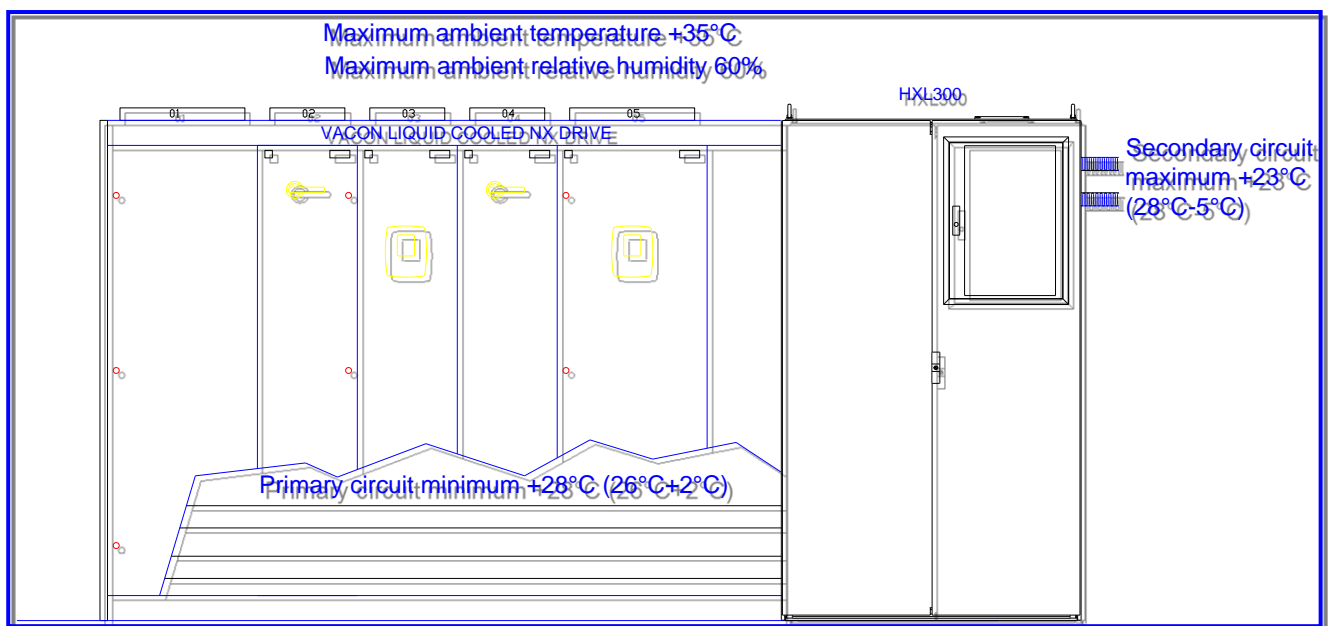 Maximum ambient temperature +35°C
Maximum ambient relative humidity 60%
HXL300
01 02 03 04 05
VACON LIQUID COOLED NX DRIVE
Secondary circuit
maximum +23°C
(28°C-5°C)
Primary circuit minimum +28°C (26°C+2°C)